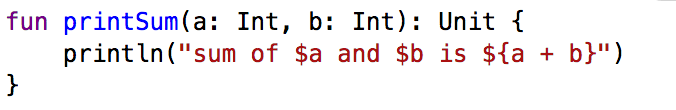 fun printSum(a: Int, b: Int): Unit {
    println("sum of $a and $b is ${a + b}")
}